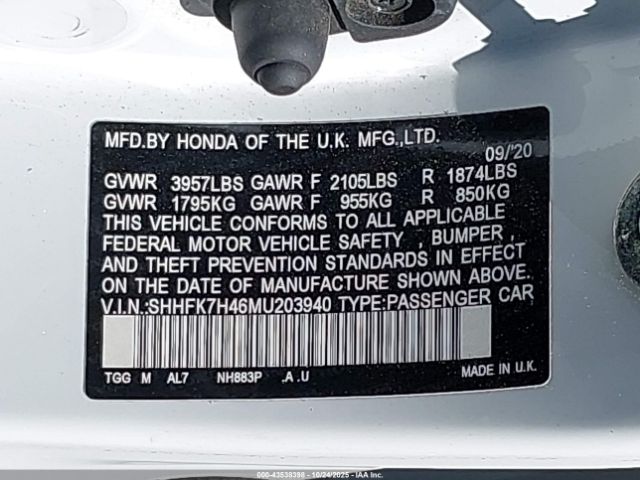 MFD.BY HONDA OF THE U.K. MFG.,LTD.
09/'20
GVWR 3957LBS GAWR F 2105LBS R 1874LBS
GVWR 1795KG GAWR F 955KG R 850KG
THIS VEHICLE CONFORMS TO ALL APPLICABLE
FEDERAL MOTOR VEHICLE SAFETY , BUMPER ,
AND THEFT PREVENTION STANDARDS IN EFFECT
ON THE DATE OF MANUFACTURE SHOWN ABOVE.
V.I.N.:SHHFK7H46MU203940 TYPE:PASSENGER CAR
TGG M AL7 NH883P .A .U
MADE IN U.K.
000-43538398 - 10/24/2025 - IAA Inc.